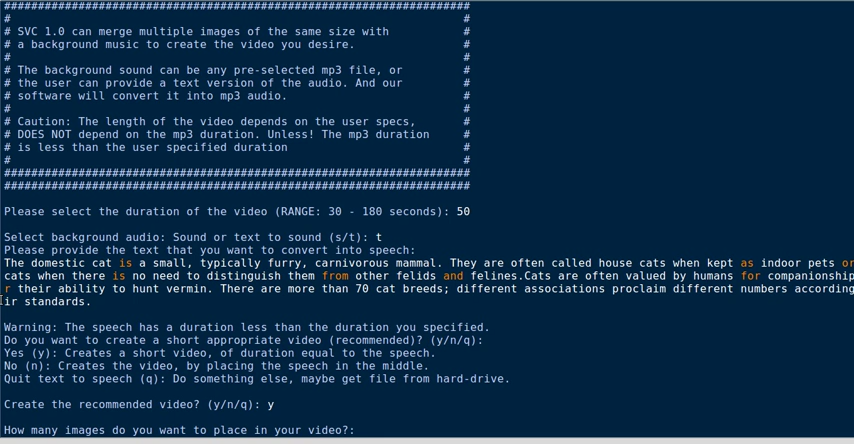 #####################################################################
# #
# SVC 1.0 can merge multiple images of the same size with #
# a background music to create the video you desire. #
# #
# The background sound can be any pre-selected mp3 file, or #
# the user can provide a text version of the audio. And our #
# software will convert it into mp3 audio. #
# #
# Caution: The length of the video depends on the user specs, #
# DOES NOT depend on the mp3 duration. Unless! The mp3 duration #
# is less than the user specified duration #
# #
#####################################################################
#####################################################################
Please select the duration of the video (RANGE: 30 - 180 seconds): 50
Select background audio: Sound or text to sound (s/t): t
Please provide the text that you want to convert into speech:
The domestic cat is a small, typically furry, carnivorous mammal. They are often called house cats when kept as indoor pets or
cats when there is no need to distinguish them from other felids and felines.Cats are often valued by humans for companionship
r their ability to hunt vermin. There are more than 70 cat breeds; different associations proclaim different numbers according
ir standards.
Warning: The speech has a duration less than the duration you specified.
Do you want to create a short appropriate video (recommended)? (y/n/q):
Yes (y): Creates a short video, of duration equal to the speech.
No (n): Creates the video, by placing the speech in the middle.
Quit text to speech (q): Do something else, maybe get file from hard-drive.
Create the recommended video? (y/n/q): y
How many images do you want to place in your video?: